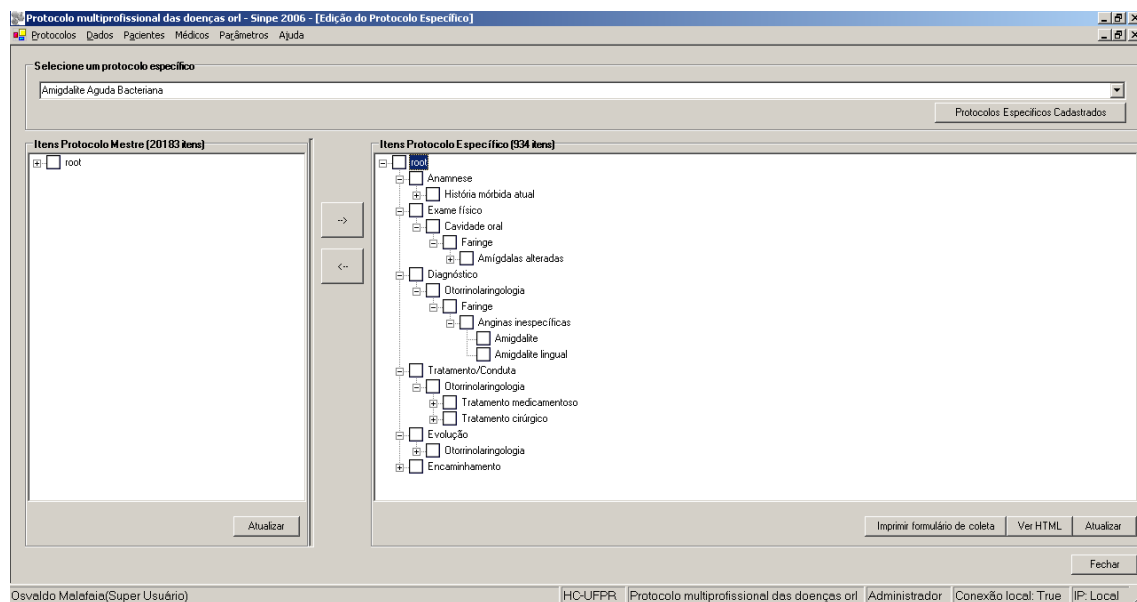 Protocolo multiprofissional das doenças orl - Sinpe 2006 - [Edição do Protocolo Específico]
Protocolos Dados Pacientes Médicos Parâmetros Ajuda
Selecione um protocolo específico
Amigdalite Aguda Bacteriana
Protocolos Especificos Cadastrados
Itens Protocolo Mestre (20183 itens)
root
-->
<--
Atualizar
Itens Protocolo Específico (934 itens)
root
Anamnese
História mórbida atual
Exame físico
Cavidade oral
Faringe
Amígdalas alteradas
Diagnóstico
Otorrinolaringologia
Faringe
Anginas inespecíficas
Amigdalite
Amigdalite lingual
Tratamento/Conduta
Otorrinolaringologia
Tratamento medicamentoso
Tratamento cirúrgico
Evolução
Otorrinolaringologia
Encaminhamento
Imprimir formulário de coleta Ver HTML Atualizar
Fechar
Osvaldo Malafaia(Super Usuário) HC-UFPR Protocolo multiprofissional das doenças orl Administrador Conexão local: True IP: Local